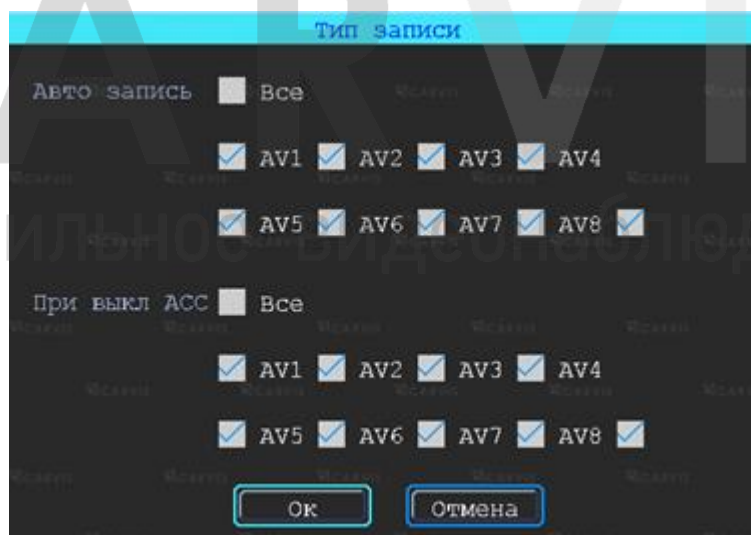 Тип записи
Авто запись Все
AV1 AV2 AV3 AV4
AV5 AV6 AV7 AV8
При выкл ACC Все
AV1 AV2 AV3 AV4
AV5 AV6 AV7 AV8
Ок Отмена